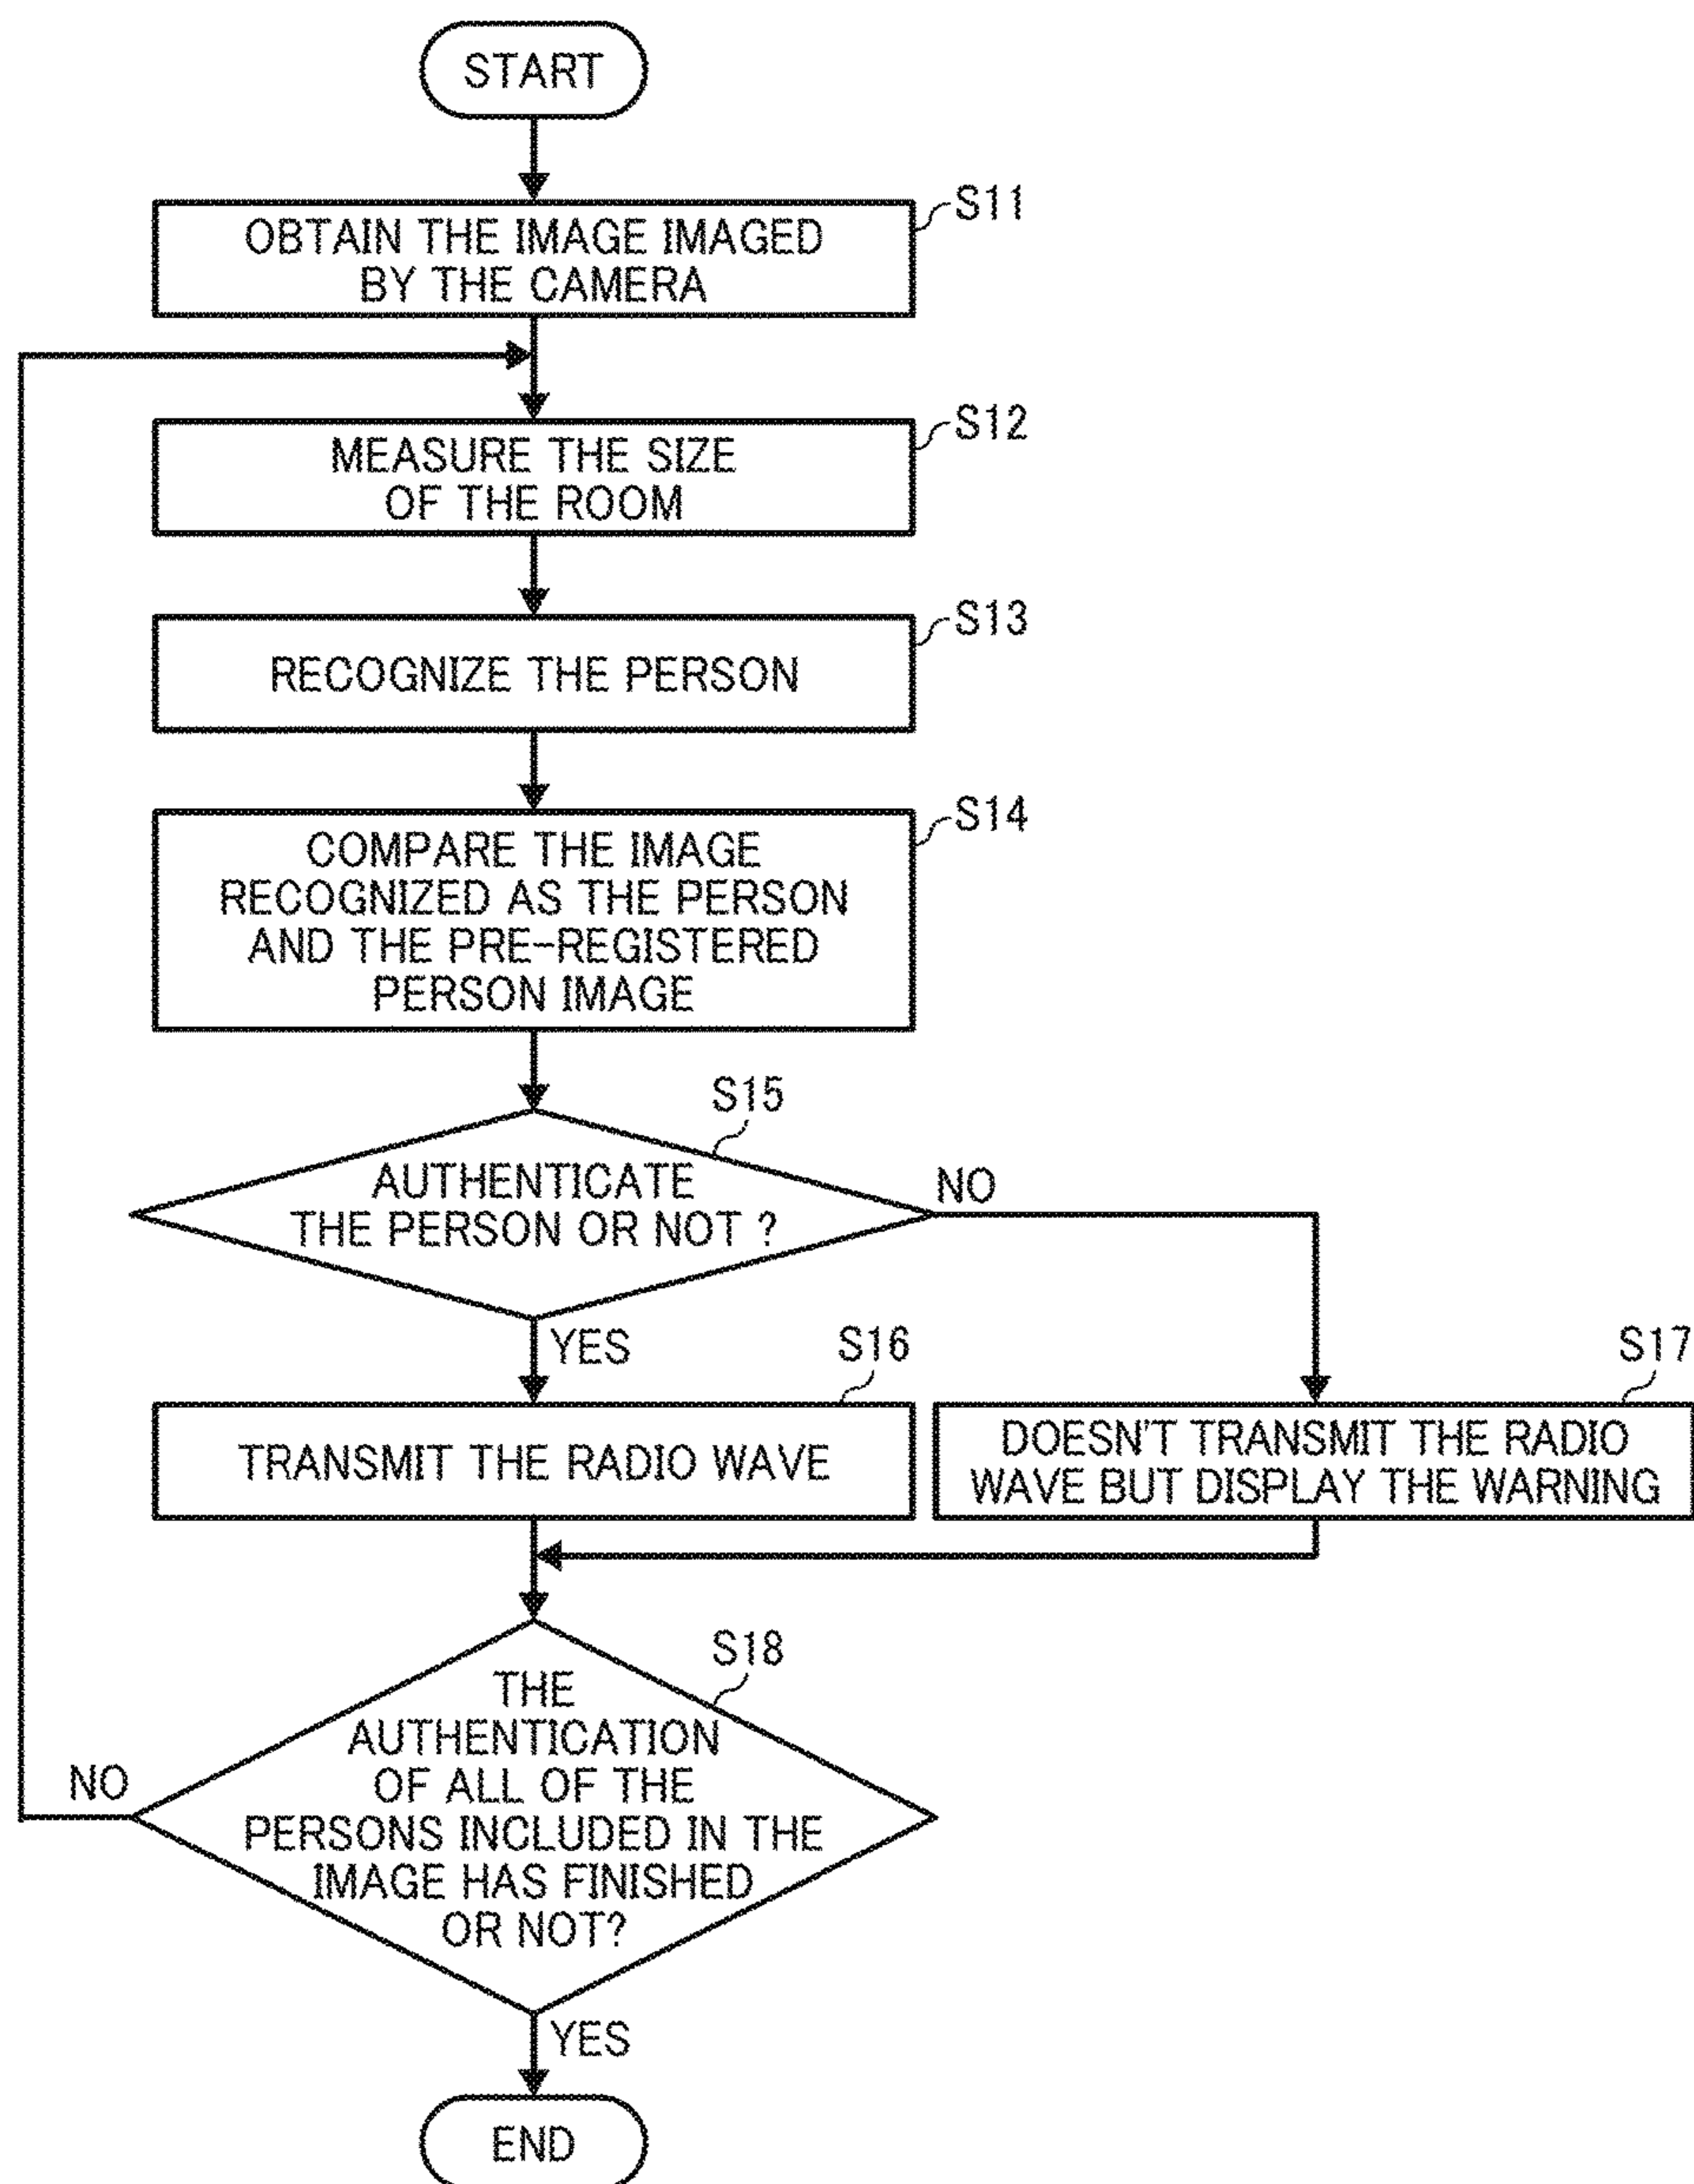 START
S11
OBTAIN THE IMAGE IMAGED
BY THE CAMERA
S12
MEASURE THE SIZE
OF THE ROOM
S13
RECOGNIZE THE PERSON
S14
COMPARE THE IMAGE
RECOGNIZED AS THE PERSON
AND THE PRE-REGISTERED
PERSON IMAGE
S15
AUTHENTICATE
THE PERSON OR NOT ?
NO
YES
S16
TRANSMIT THE RADIO WAVE
S17
DOESN'T TRANSMIT THE RADIO
WAVE BUT DISPLAY THE WARNING
S18
THE
AUTHENTICATION
OF ALL OF THE
PERSONS INCLUDED IN THE
IMAGE HAS FINISHED
OR NOT?
NO
YES
END